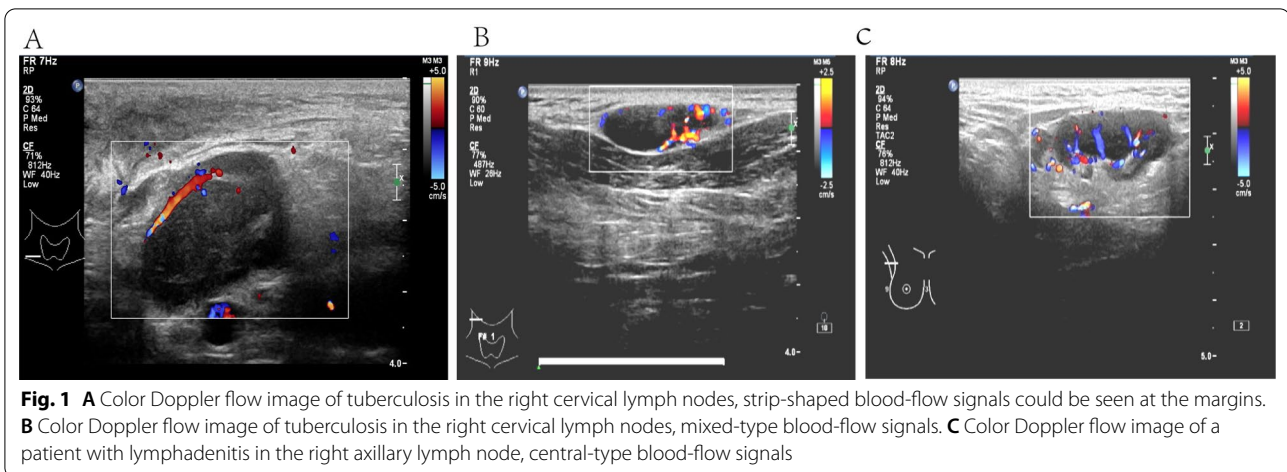 A
B
C
FR 7Hz
RP
2D
93%
C 64
P Med
Res
CF
71%
812Hz
WF 40Hz
Low
M3 M3
+5.0
-5.0
cm/s
x
4.0
FR 9Hz
R1
2D
90%
C 60
P Med
Res
CF
77%
487Hz
WF 26Hz
Low
M3 M5
+2.5
-2.5
cm/s
x
10
4.0
FR 8Hz
RP
2D
94%
C 64
P Med
Res
TAC2
CF
76%
812Hz
WF 40Hz
Low
M3 M3
+5.0
-5.0
cm/s
x
9
3
2
5.0
Fig. 1 A Color Doppler flow image of tuberculosis in the right cervical lymph nodes, strip-shaped blood-flow signals could be seen at the margins.
B Color Doppler flow image of tuberculosis in the right cervical lymph nodes, mixed-type blood-flow signals. C Color Doppler flow image of a
patient with lymphadenitis in the right axillary lymph node, central-type blood-flow signals